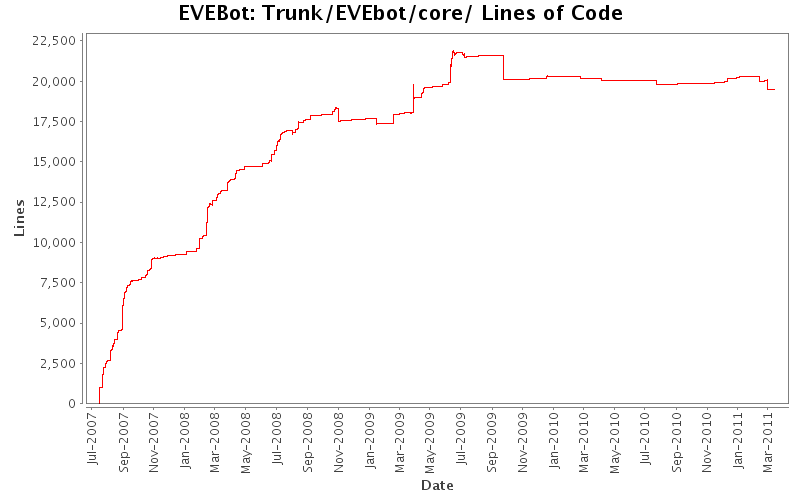 EVEBot: Trunk/EVEbot/core/ Lines of Code
Lines
22,500
20,000
17,500
15,000
12,500
10,000
7,500
5,000
2,500
0
Jul-2007
Sep-2007
Nov-2007
Jan-2008
Mar-2008
May-2008
Jul-2008
Sep-2008
Nov-2008
Jan-2009
Mar-2009
May-2009
Jul-2009
Sep-2009
Nov-2009
Jan-2010
Mar-2010
May-2010
Jul-2010
Sep-2010
Nov-2010
Jan-2011
Mar-2011
Date